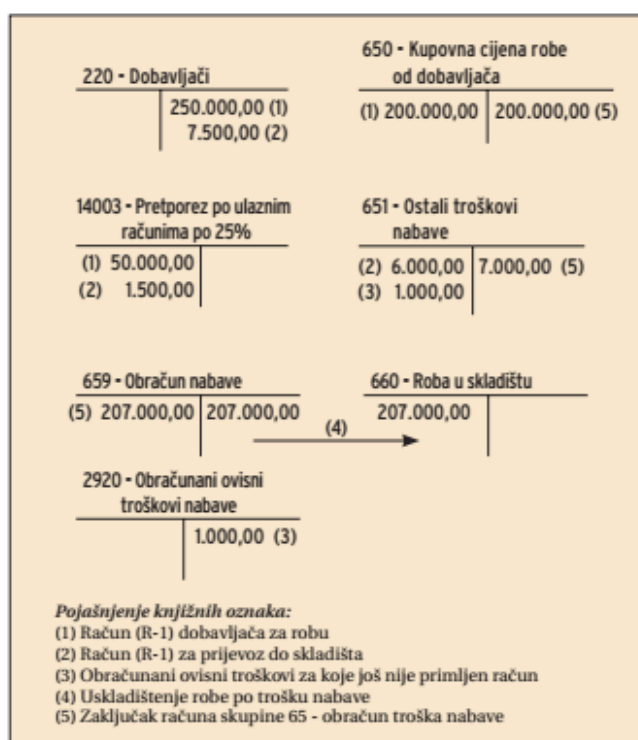 220 - Dobavljači
250.000,00 (1)
7.500,00 (2)
650 - Kupovna cijena robe
od dobavljača
(1) 200.000,00 200.000,00 (5)
14003 - Pretporez po ulaznim
računima po 25%
(1) 50.000,00
(2) 1.500,00
651 - Ostali troškovi
nabave
(2) 6.000,00 7.000,00 (5)
(3) 1.000,00
659 - Obračun nabave
(5) 207.000,00 207.000,00
(4)
660 - Roba u skladištu
207.000,00
2920 - Obračunani ovisni
troškovi nabave
1.000,00 (3)
Pojašnjenje knjižnih oznaka:
(1) Račun (R-1) dobavljača za robu
(2) Račun (R-1) za prijevoz do skladišta
(3) Obračunani ovisni troškovi za koje još nije primljen račun
(4) Uskladištenje robe po trošku nabave
(5) Zaključak računa skupine 65 - obračun troška nabave